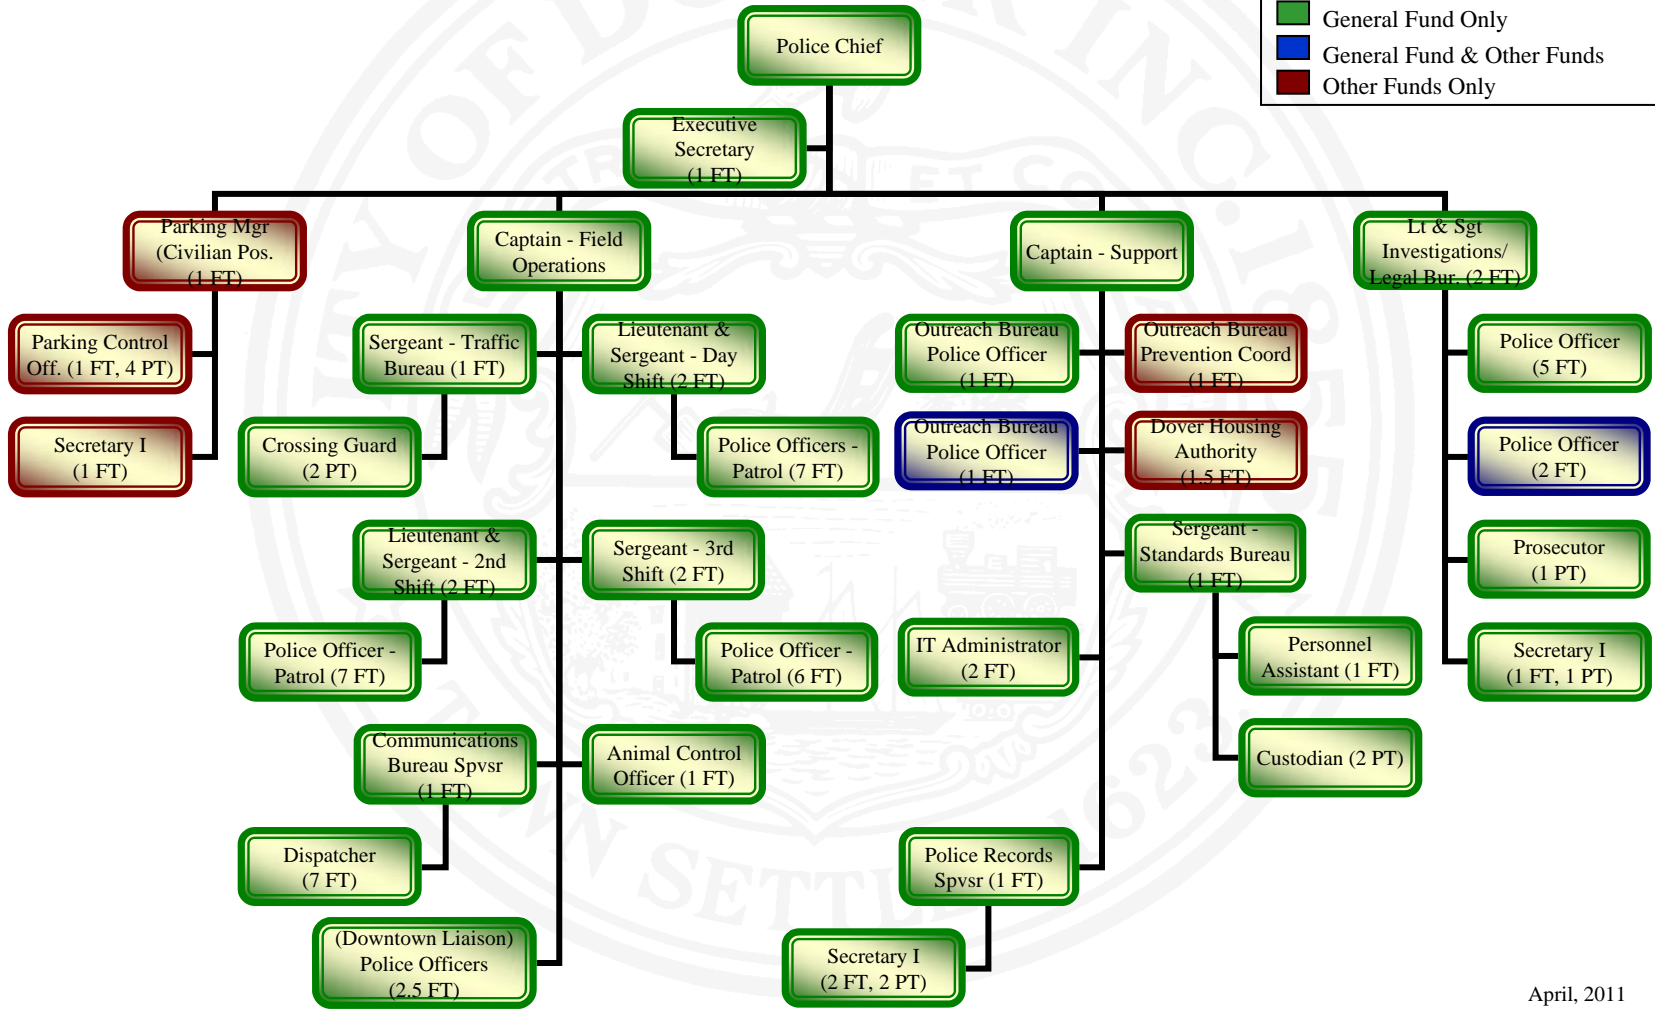 General Fund Only
General Fund & Other Funds
Other Funds Only
Police Chief
Executive
Secretary
(1 FT)
Parking Mgr
(Civilian Pos.
(1 FT)
Captain - Field
Operations
Captain - Support
Lt & Sgt
Investigations/
Legal Bur. (2 FT)
Parking Control
Off. (1 FT, 4 PT)
Secretary I
(1 FT)
Sergeant - Traffic
Bureau (1 FT)
Lieutenant &
Sergeant - Day
Shift (2 FT)
Crossing Guard
(2 PT)
Police Officers -
Patrol (7 FT)
Lieutenant &
Sergeant - 2nd
Shift (2 FT)
Sergeant - 3rd
Shift (2 FT)
Police Officer -
Patrol (7 FT)
Police Officer -
Patrol (6 FT)
Communications
Bureau Spvsr
(1 FT)
Animal Control
Officer (1 FT)
Dispatcher
(7 FT)
(Downtown Liaison)
Police Officers
(2.5 FT)
Outreach Bureau
Police Officer
(1 FT)
Outreach Bureau
Prevention Coord
(1 FT)
Outreach Bureau
Police Officer
(1 FT)
Dover Housing
Authority
(1.5 FT)
Sergeant -
Standards Bureau
(1 FT)
IT Administrator
(2 FT)
Personnel
Assistant (1 FT)
Custodian (2 PT)
Police Records
Spvsr (1 FT)
Secretary I
(2 FT, 2 PT)
Police Officer
(5 FT)
Police Officer
(2 FT)
Prosecutor
(1 PT)
Secretary I
(1 FT, 1 PT)
April, 2011